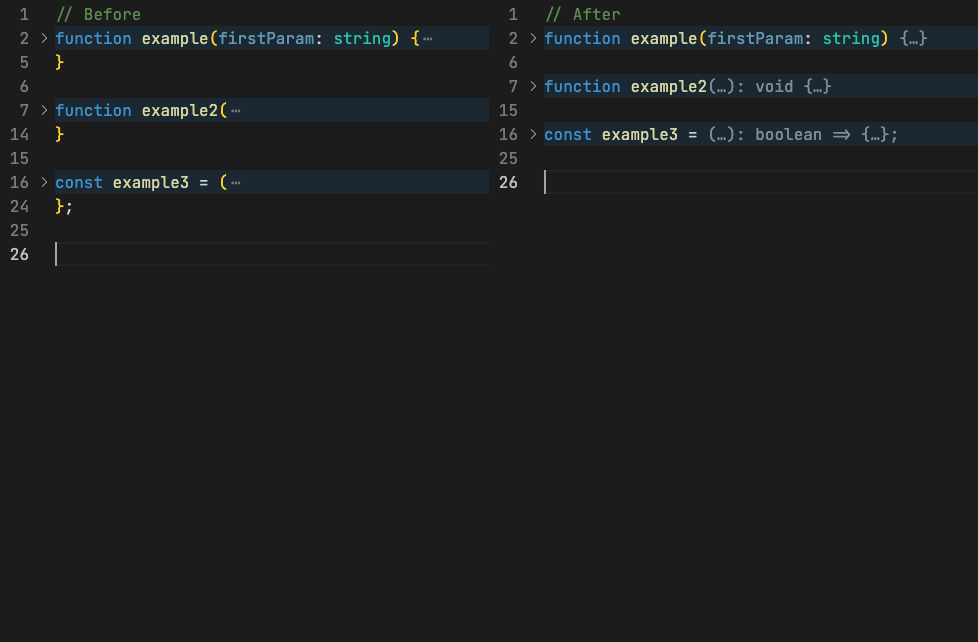 1 // Before
2 > function example(firstParam: string) {⋯
5 }
6
7 > function example2(⋯
14 }
15
16 > const example3 = (⋯
24 };
25
26
1 // After
2 > function example(firstParam: string) {…}
6
7 > function example2(…): void {…}
15
16 > const example3 = (…): boolean => {…};
25
26